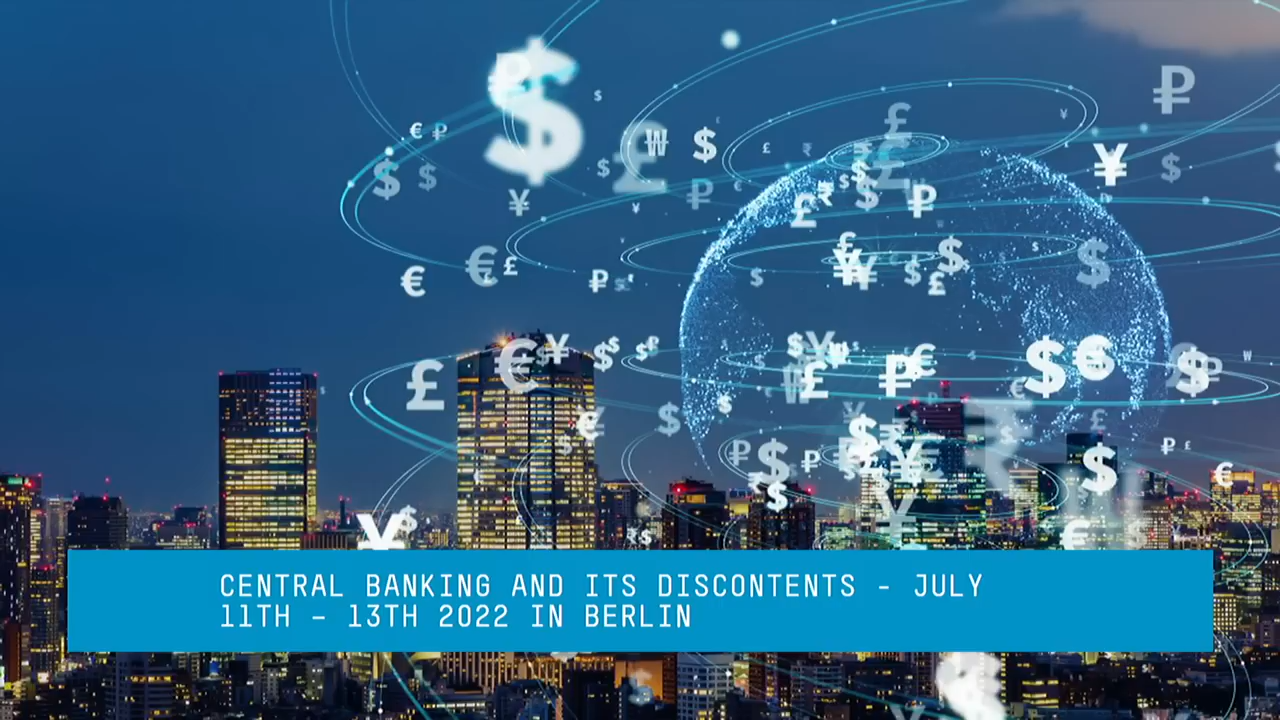 CENTRAL BANKING AND ITS DISCONTENTS - JULY
11TH – 13TH 2022 IN BERLIN